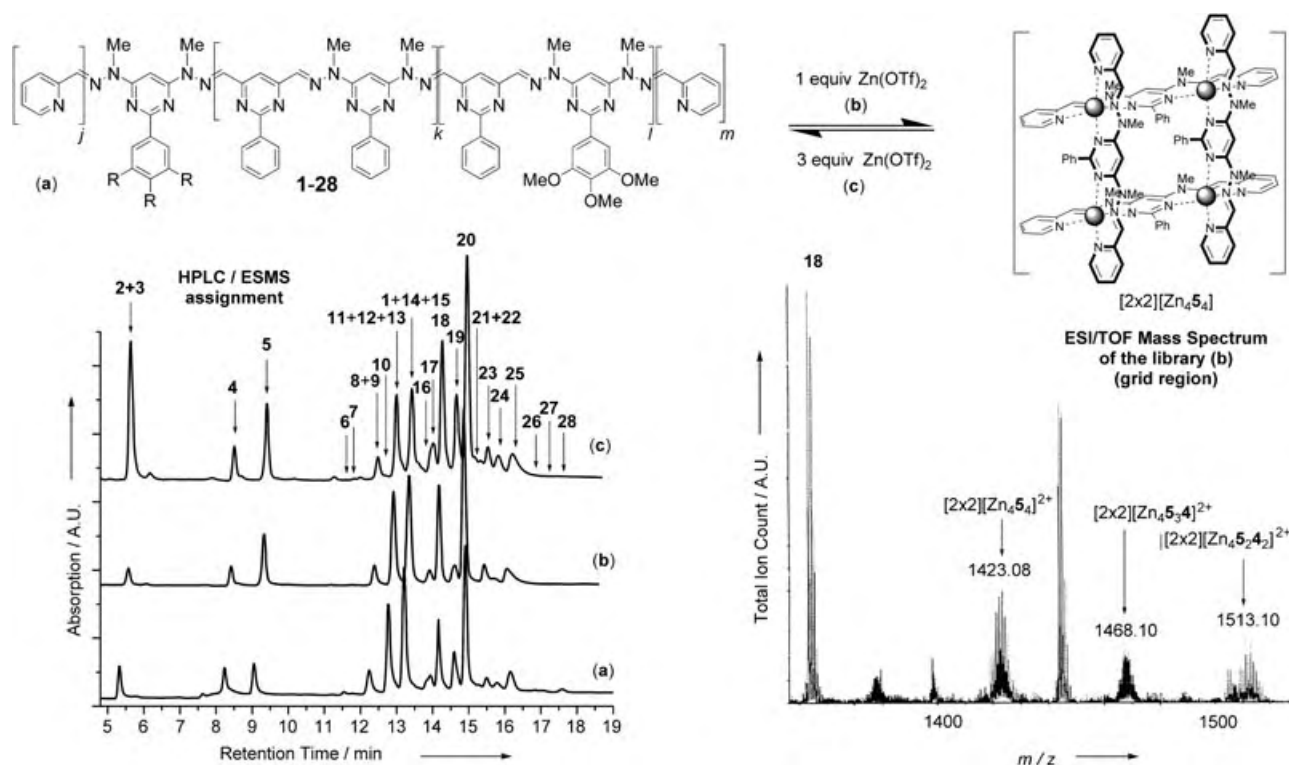 Me Me Me Me Me Me
N N N N N N N N N N N N
N N N N N N N N N N N N
j k l m
R R R
MeO OMe
OMe
(a) 1-28
1 equiv Zn(OTf)2
(b)
3 equiv Zn(OTf)2
(c)
[2x2][Zn454]
HPLC / ESMS
assignment
2+3
4
5
6
7
8+9
10
11+12+13
1+14+15
16
17
18
19
20
21+22
23
24
25
26
27
28
(c)
(b)
(a)
Absorption / A.U.
5 6 7 8 9 10 11 12 13 14 15 16 17 18 19
Retention Time / min
ESI/TOF Mass Spectrum
of the library (b)
(grid region)
18
[2x2][Zn454]2+
1423.08
[2x2][Zn4534]2+
1468.10
[2x2][Zn45242]2+
1513.10
Total Ion Count / A.U.
1400 1500
m / z